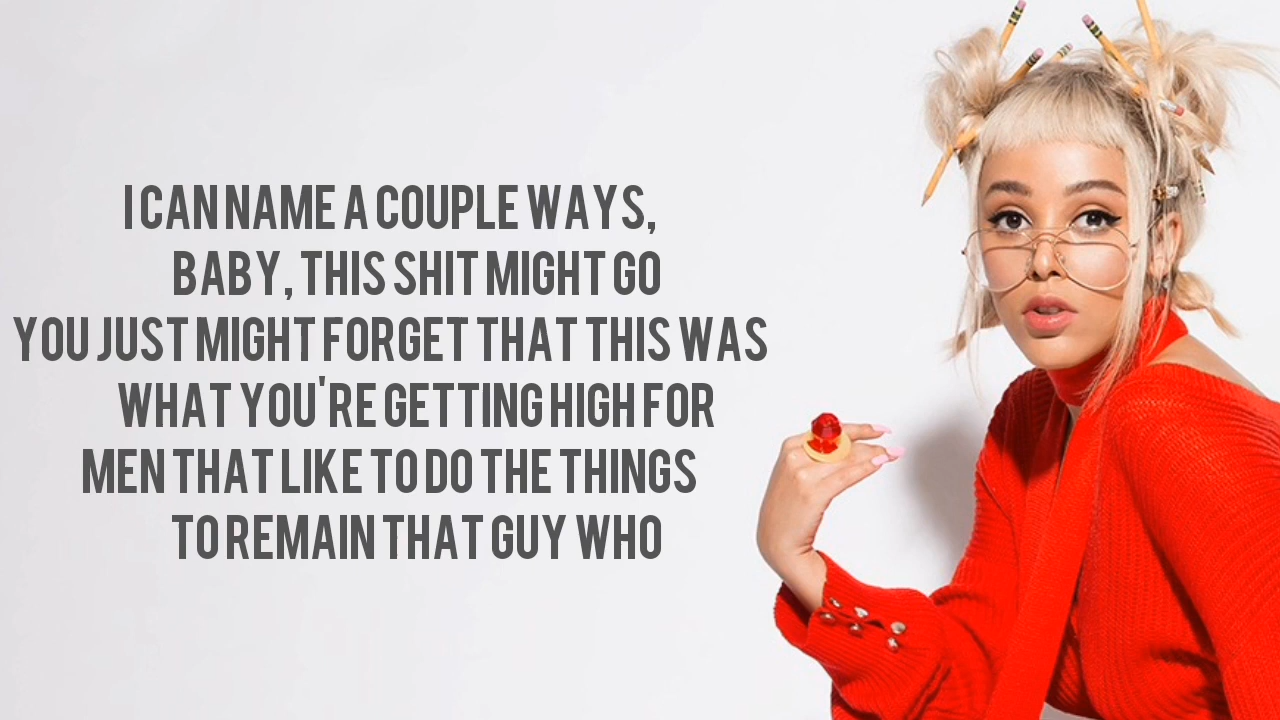 I CAN NAME A COUPLE WAYS,
BABY, THIS SHIT MIGHT GO
YOU JUST MIGHT FORGET THAT THIS WAS
WHAT YOU'RE GETTING HIGH FOR
MEN THAT LIKE TO DO THE THINGS
TO REMAIN THAT GUY WHO